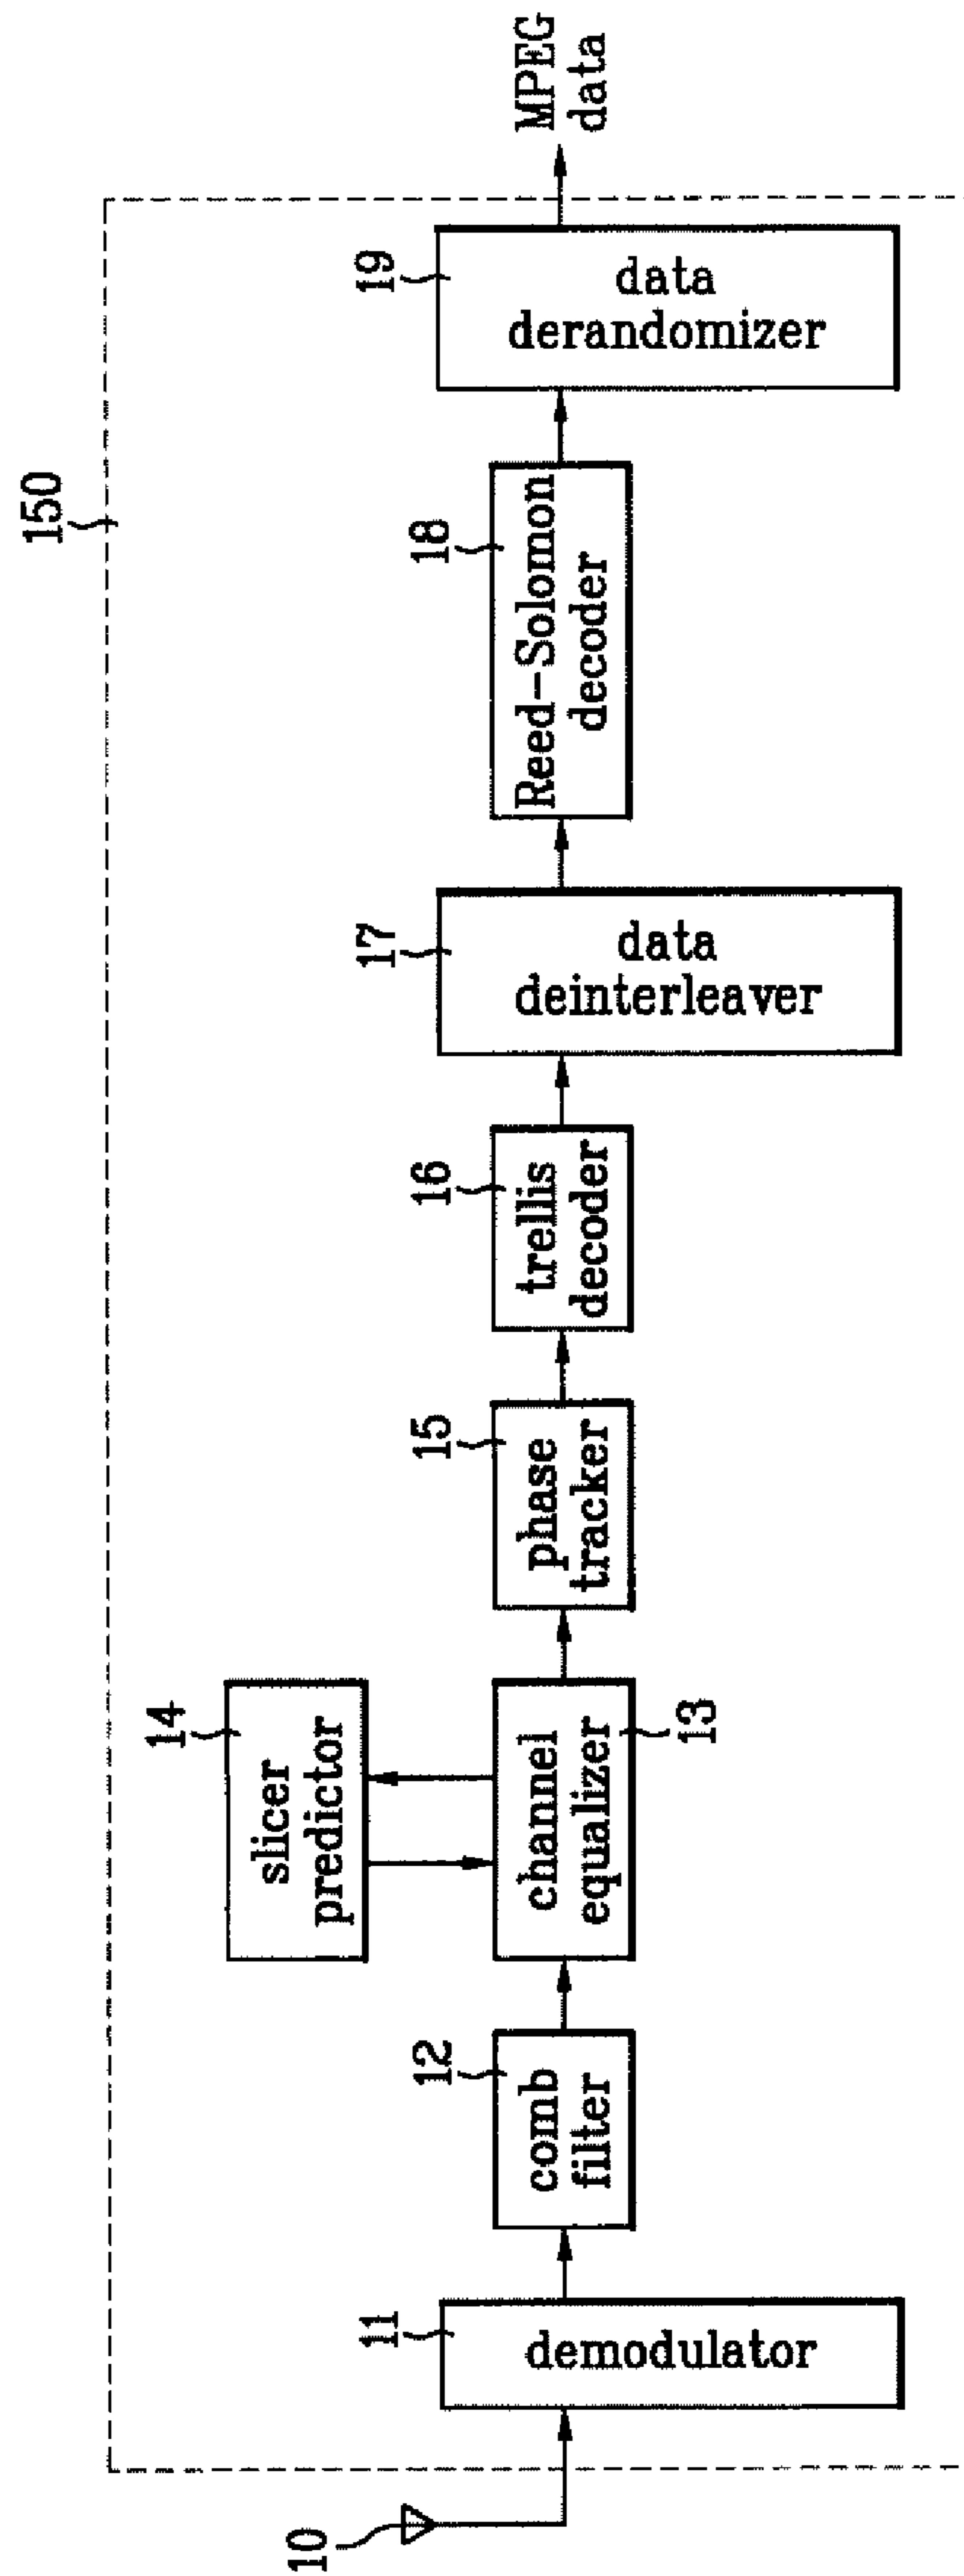 150
10
11
demodulator
12
comb
filter
14
slicer
predictor
channel
equalizer
13
15
phase
tracker
16
trellis
decoder
17
data
deinterleaver
18
Reed-Solomon
decoder
19
data
derandomizer
MPEG
data